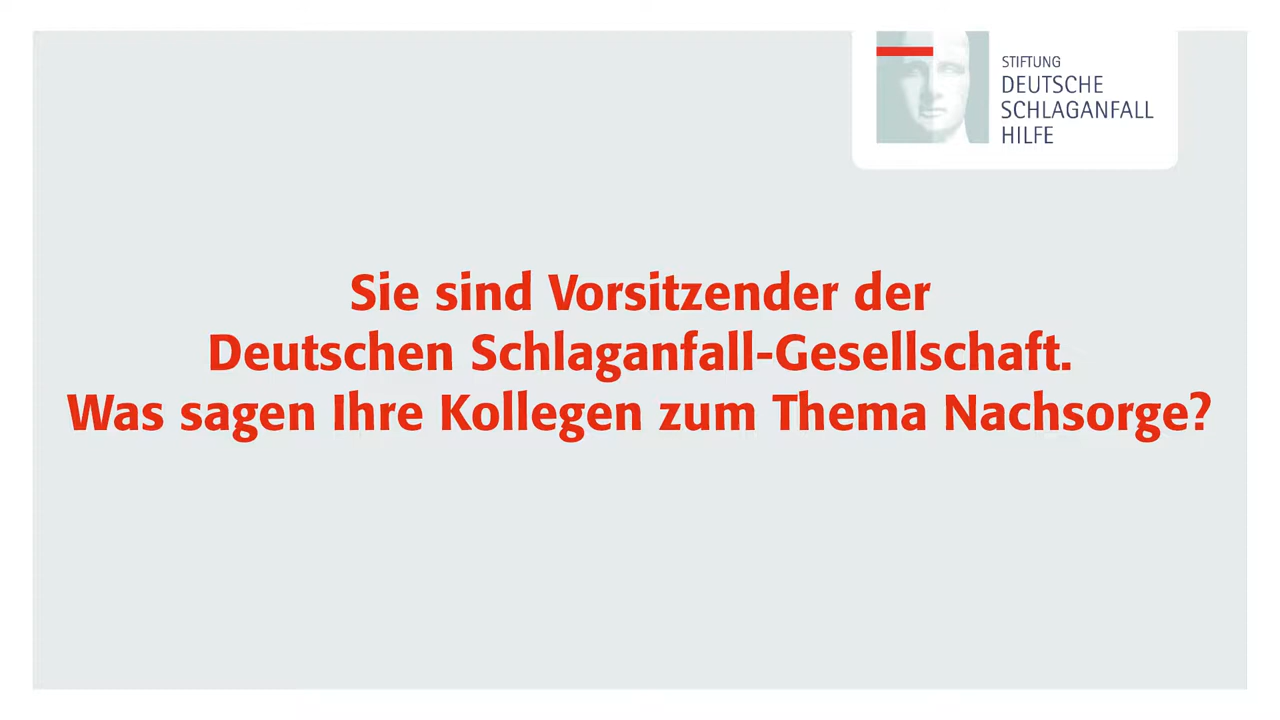 STIFTUNG
DEUTSCHE
SCHLAGANFALL
HILFE
Sie sind Vorsitzender der
Deutschen Schlaganfall-Gesellschaft.
Was sagen Ihre Kollegen zum Thema Nachsorge?